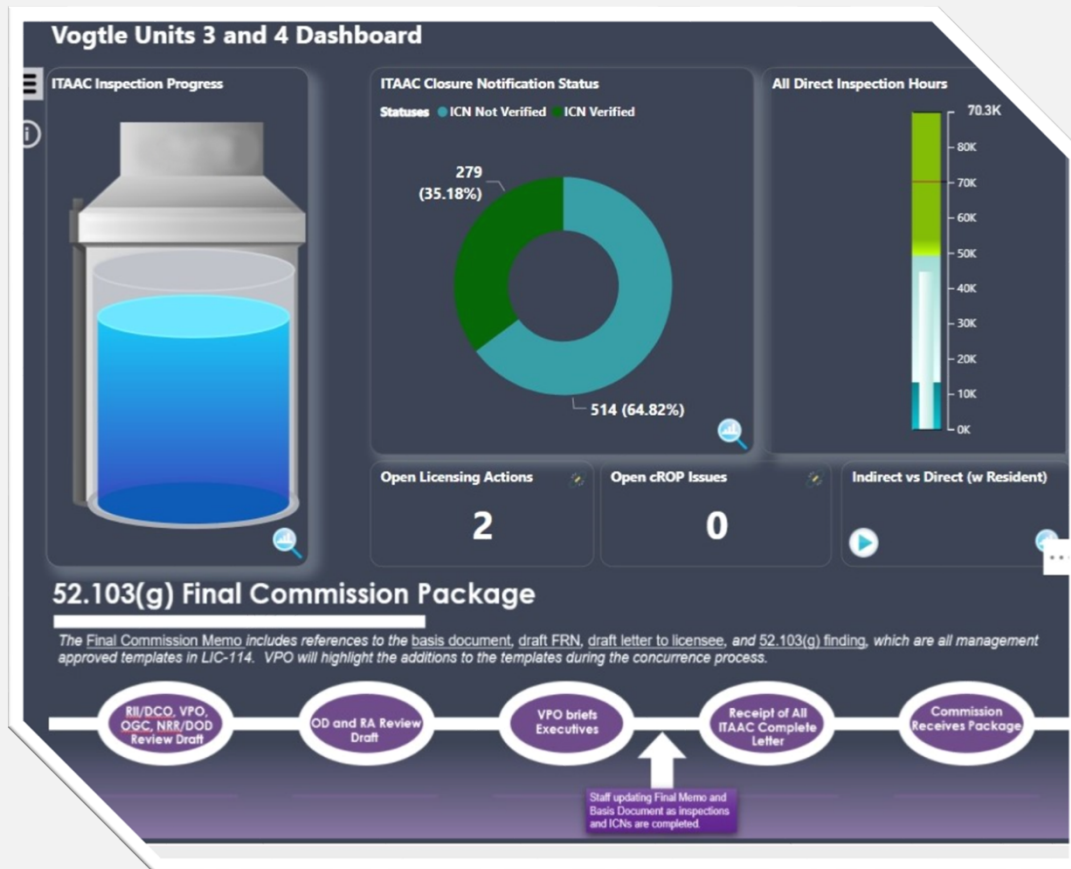 Vogtle Units 3 and 4 Dashboard
ITAAC Inspection Progress
ITAAC Closure Notification Status
Statuses ICN Not Verified ICN Verified
279
(35.18%)
514 (64.82%)
All Direct Inspection Hours
70.3K
80K
70K
60K
50K
40K
30K
20K
10K
0K
Open Licensing Actions
2
Open cROP Issues
0
Indirect vs Direct (w Resident)
52.103(g) Final Commission Package
The Final Commission Memo includes references to the basis document, draft FRN, draft letter to licensee, and 52.103(g) finding, which are all management
approved templates in LIC-114. VPO will highlight the additions to the templates during the concurrence process.
RII/DCO, VPO,
OGC, NRR/DOD
Review Draft
OD and RA Review
Draft
VPO briefs
Executives
Receipt of All
ITAAC Complete
Letter
Commission
Receives Package
Staff updating Final Memo and
Basis Document as inspections
and ICNs are completed.